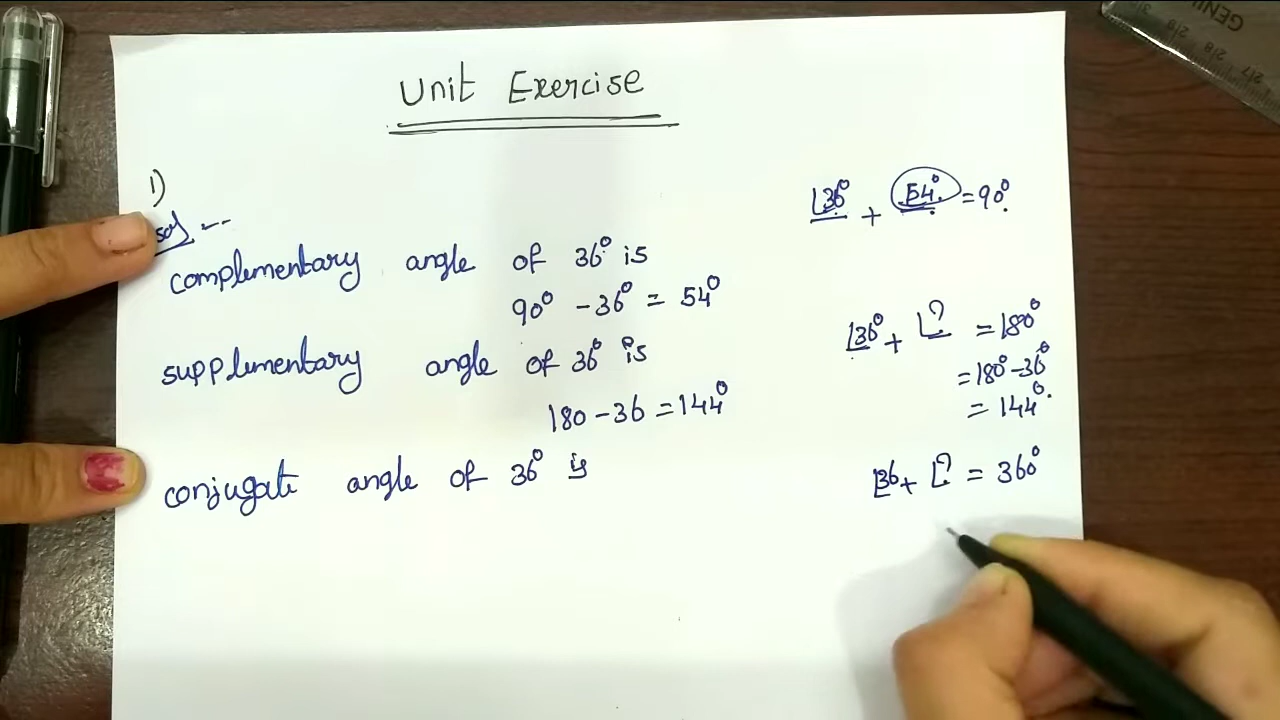 Unit Exercise
1)
sol
∠36° + 54° = 90°
complementary angle of 36° is
90° - 36° = 54°
∠36° + ∠? = 180°
supplementary angle of 36° is
= 180° - 36°
180 - 36 = 144°
= 144°.
conjugate angle of 36° is
∠36 + ∠? = 360°